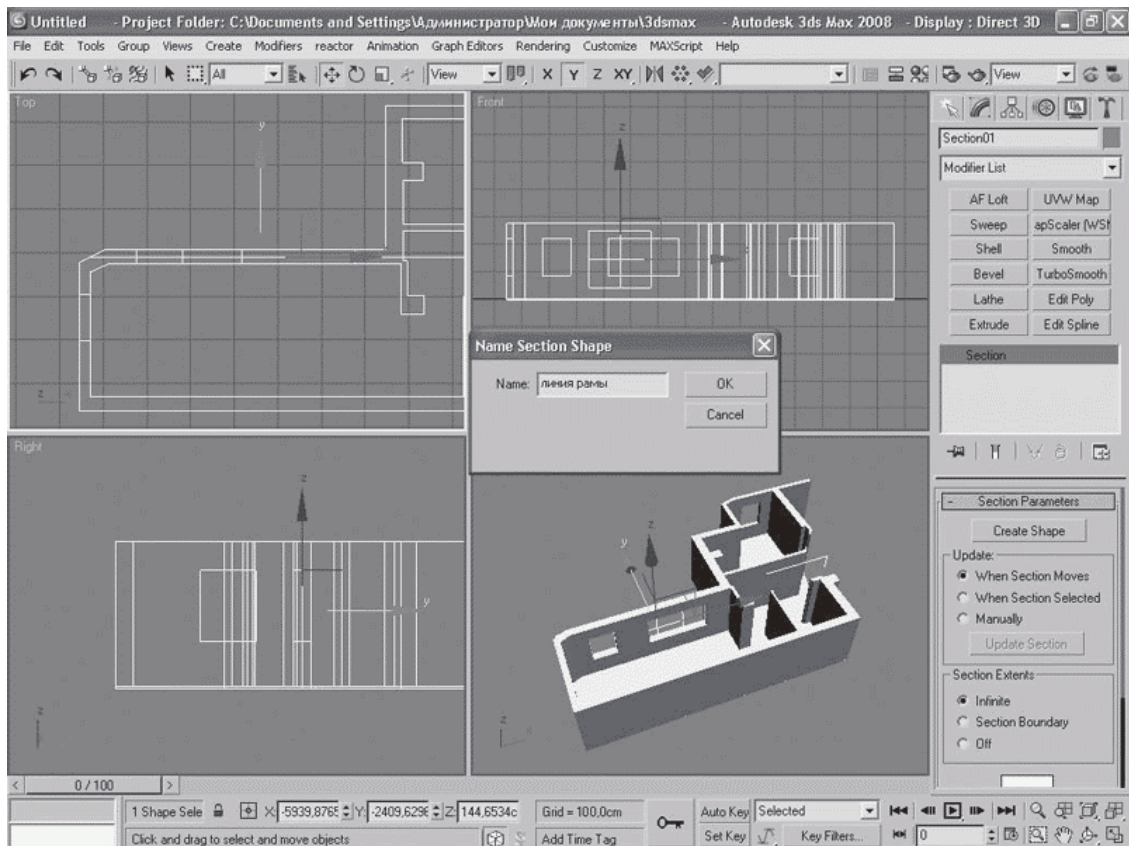 Untitled - Project Folder: C:\Documents and Settings\Администратор\Мои документы\3dsmax - Autodesk 3ds Max 2008 - Display : Direct 3D
File Edit Tools Group Views Create Modifiers reactor Animation Graph Editors Rendering Customize MAXScript Help
All View X Y Z XY View
Top
Front
Section01
Modifier List
AF Loft UVW Map
Sweep apScaler (WSM
Shell Smooth
Bevel TurboSmooth
Lathe Edit Poly
Extrude Edit Spline
Section
y
z
x
z
Name Section Shape
Name: линия рамы OK
Cancel
Right
z
y
z
z
y
z
Section Parameters
Create Shape
Update:
When Section Moves
When Section Selected
Manually
Update Section
Section Extents
Infinite
Section Boundary
Off
0 / 100
1 Shape Sele X: -5939,8765 Y: -2409,6296 Z: 144,6534c Grid = 100,0cm Auto Key Selected
Click and drag to select and move objects Add Time Tag Set Key Key Filters... 0